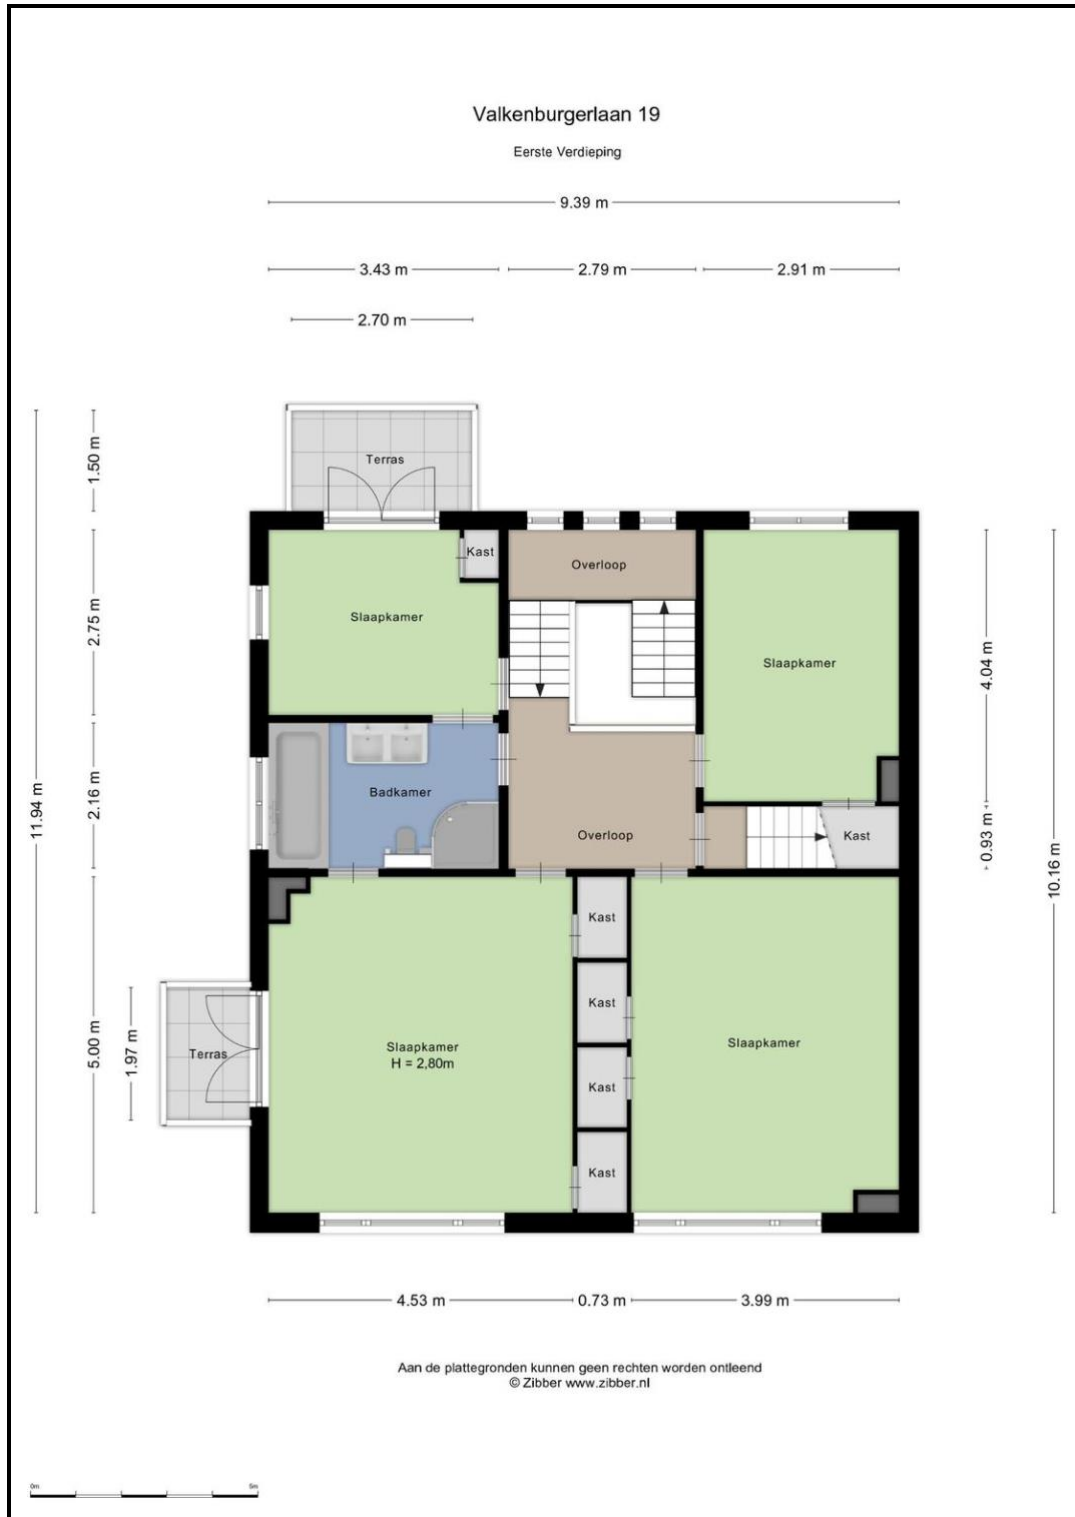 Valkenburgerlaan 19
Eerste Verdieping
9.39 m
3.43 m
2.79 m
2.91 m
2.70 m
1.50 m
2.75 m
2.16 m
5.00 m
11.94 m
1.97 m
4.04 m
0.93 m
10.16 m
Terras
Kast
Overloop
Slaapkamer
Slaapkamer
Badkamer
Overloop
Kast
Kast
Kast
Kast
Kast
Slaapkamer
H = 2,80m
Slaapkamer
Terras
4.53 m
0.73 m
3.99 m
Aan de plattegronden kunnen geen rechten worden ontleend
© Zibber www.zibber.nl
0m
5m